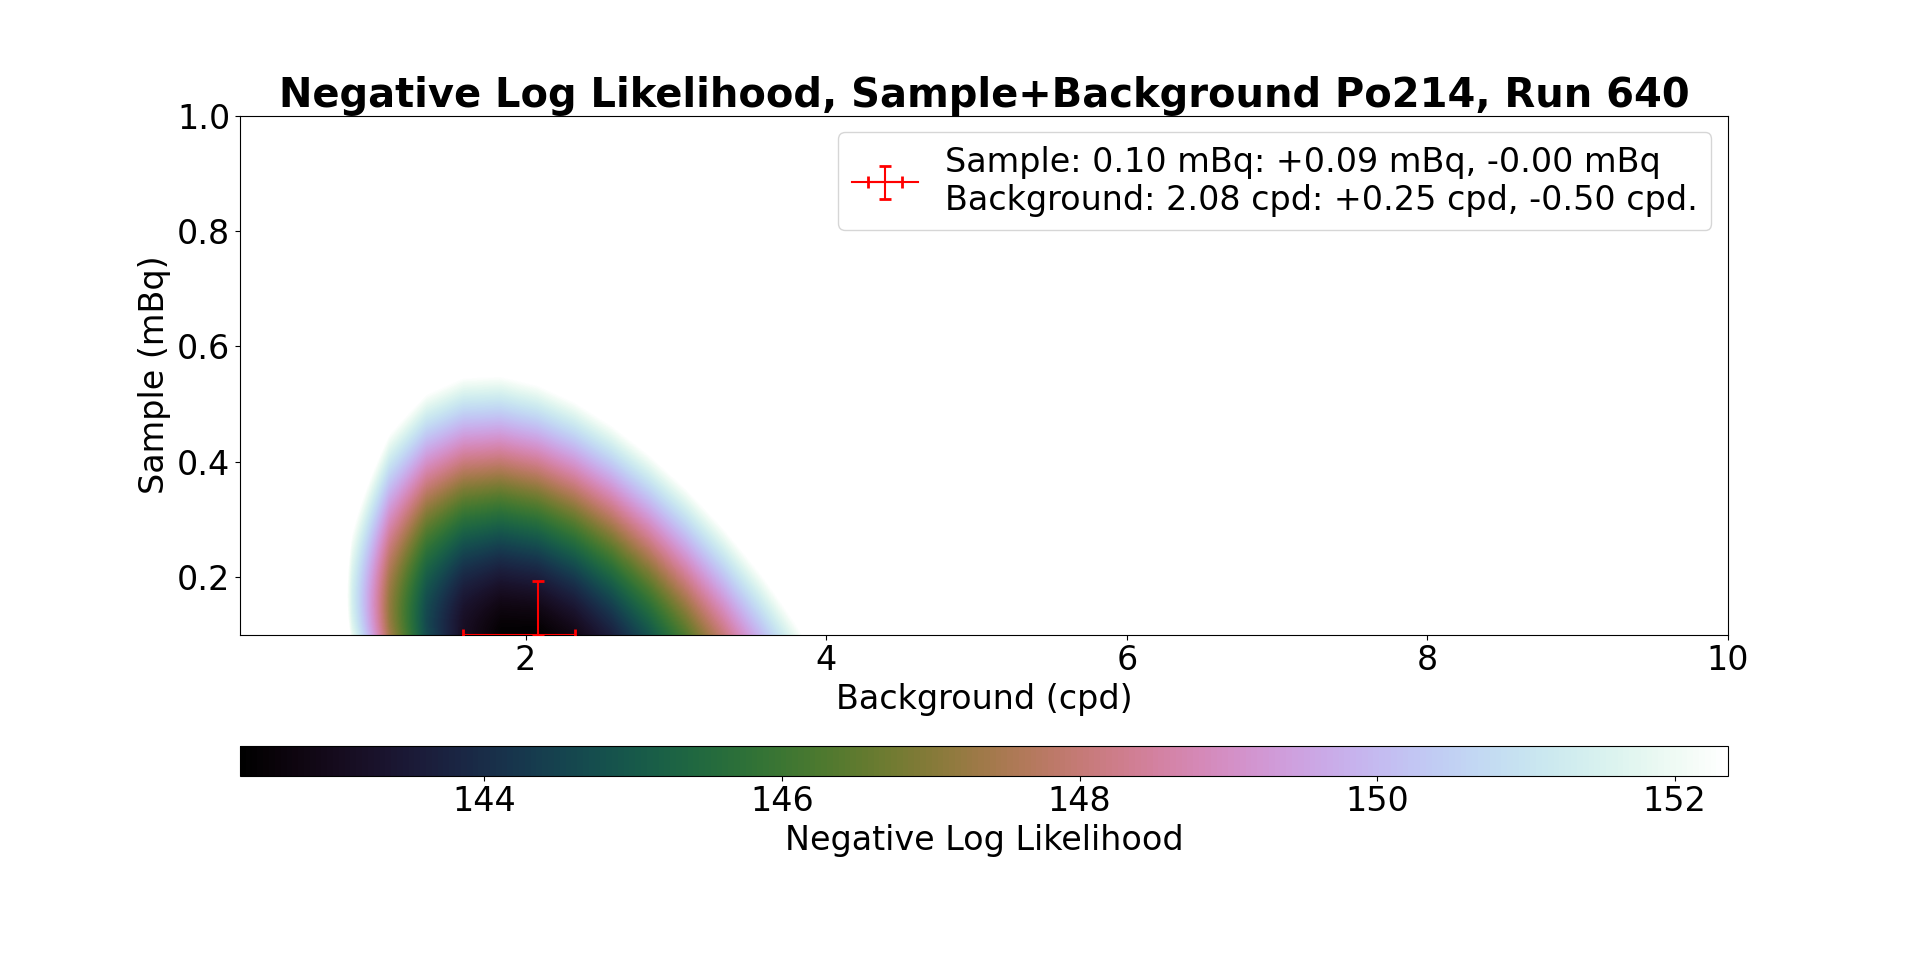 Negative Log Likelihood, Sample+Background Po214, Run 640
1.0
0.8
0.6
0.4
0.2
Sample (mBq)
Sample: 0.10 mBq: +0.09 mBq, -0.00 mBq
Background: 2.08 cpd: +0.25 cpd, -0.50 cpd.
2 4 6 8 10
Background (cpd)
144 146 148 150 152
Negative Log Likelihood